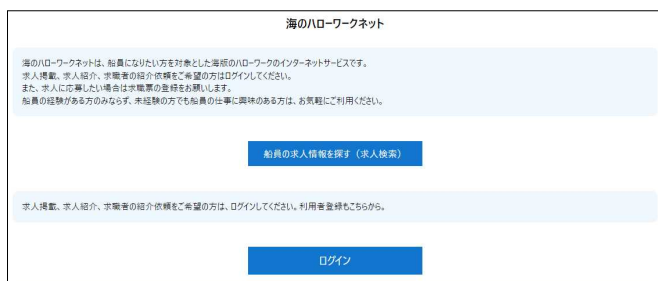 海のハローワークネット
海のハローワークネットは、船員になりたい方を対象とした海版のハローワークのインターネットサービスです。
求人掲載、求人紹介、求職者の紹介依頼をご希望の方はログインしてください。
また、求人に応募したい場合は求職票の登録をお願いします。
船員の経験がある方のみならず、未経験の方でも船員の仕事に興味のある方は、お気軽にご利用ください。
船員の求人情報を探す（求人検索）
求人掲載、求人紹介、求職者の紹介依頼をご希望の方は、ログインしてください。利用者登録もこちらから。
ログイン